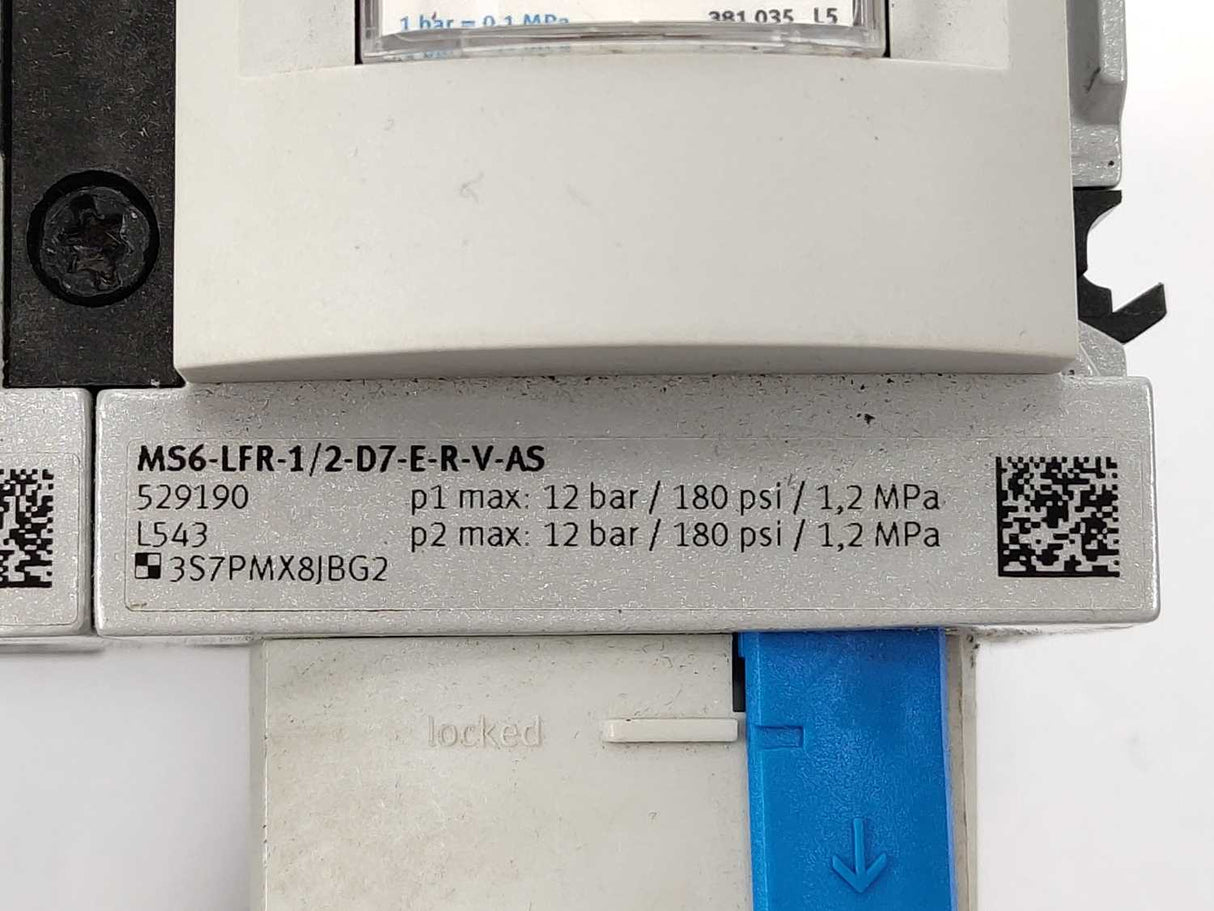 1 bar = 0,1 MPa
381 035 L5
MS6-LFR-1/2-D7-E-R-V-AS
529190 p1 max: 12 bar / 180 psi / 1,2 MPa
L543 p2 max: 12 bar / 180 psi / 1,2 MPa
3S7PMX8JBG2
locked